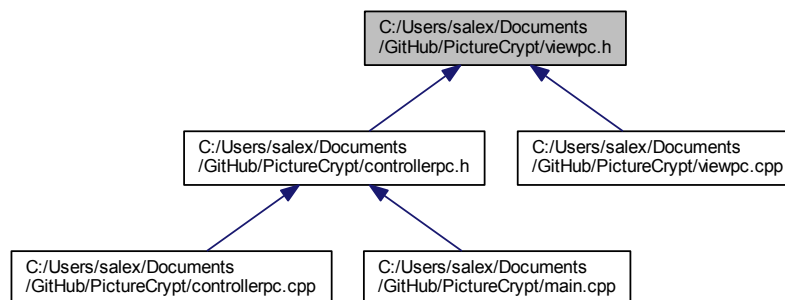 C:/Users/salex/Documents
/GitHub/PictureCrypt/viewpc.h
C:/Users/salex/Documents
/GitHub/PictureCrypt/controllerpc.h
C:/Users/salex/Documents
/GitHub/PictureCrypt/viewpc.cpp
C:/Users/salex/Documents
/GitHub/PictureCrypt/controllerpc.cpp
C:/Users/salex/Documents
/GitHub/PictureCrypt/main.cpp